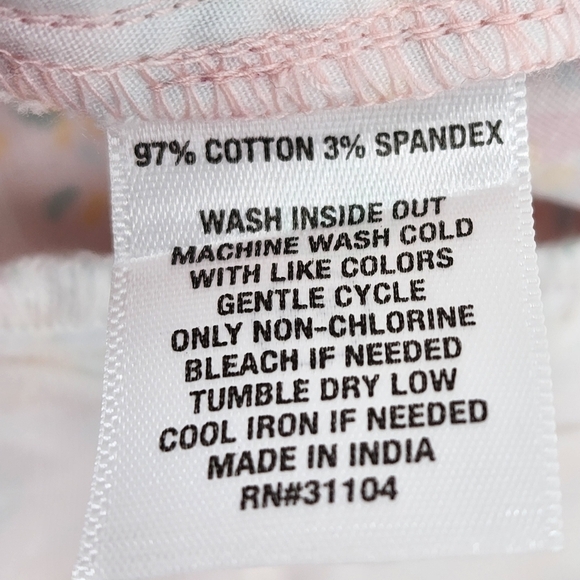 97% COTTON 3% SPANDEX
WASH INSIDE OUT
MACHINE WASH COLD
WITH LIKE COLORS
GENTLE CYCLE
ONLY NON-CHLORINE
BLEACH IF NEEDED
TUMBLE DRY LOW
COOL IRON IF NEEDED
MADE IN INDIA
RN#31104